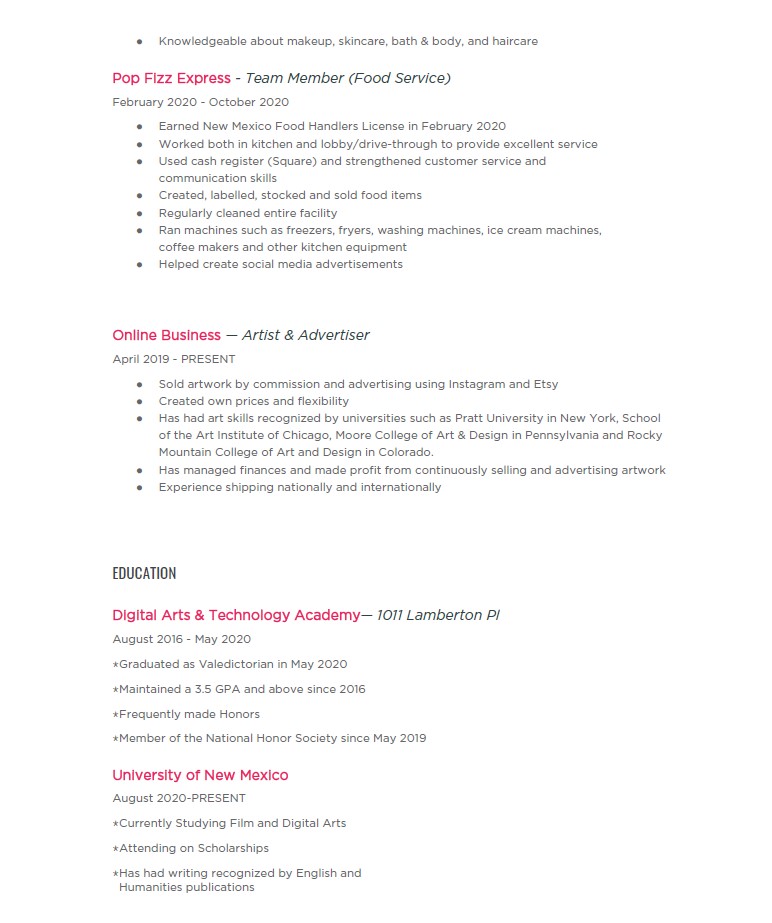 ● Knowledgeable about makeup, skincare, bath & body, and haircare
Pop Fizz Express - Team Member (Food Service)
February 2020 - October 2020
● Earned New Mexico Food Handlers License in February 2020
● Worked both in kitchen and lobby/drive-through to provide excellent service
● Used cash register (Square) and strengthened customer service and
communication skills
● Created, labelled, stocked and sold food items
● Regularly cleaned entire facility
● Ran machines such as freezers, fryers, washing machines, ice cream machines,
coffee makers and other kitchen equipment
● Helped create social media advertisements
Online Business — Artist & Advertiser
April 2019 - PRESENT
● Sold artwork by commission and advertising using Instagram and Etsy
● Created own prices and flexibility
● Has had art skills recognized by universities such as Pratt University in New York, School
of the Art Institute of Chicago, Moore College of Art & Design in Pennsylvania and Rocky
Mountain College of Art and Design in Colorado.
● Has managed finances and made profit from continuously selling and advertising artwork
● Experience shipping nationally and internationally
EDUCATION
Digital Arts & Technology Academy— 1011 Lamberton Pl
August 2016 - May 2020
*Graduated as Valedictorian in May 2020
*Maintained a 3.5 GPA and above since 2016
*Frequently made Honors
*Member of the National Honor Society since May 2019
University of New Mexico
August 2020-PRESENT
*Currently Studying Film and Digital Arts
*Attending on Scholarships
*Has had writing recognized by English and
Humanities publications